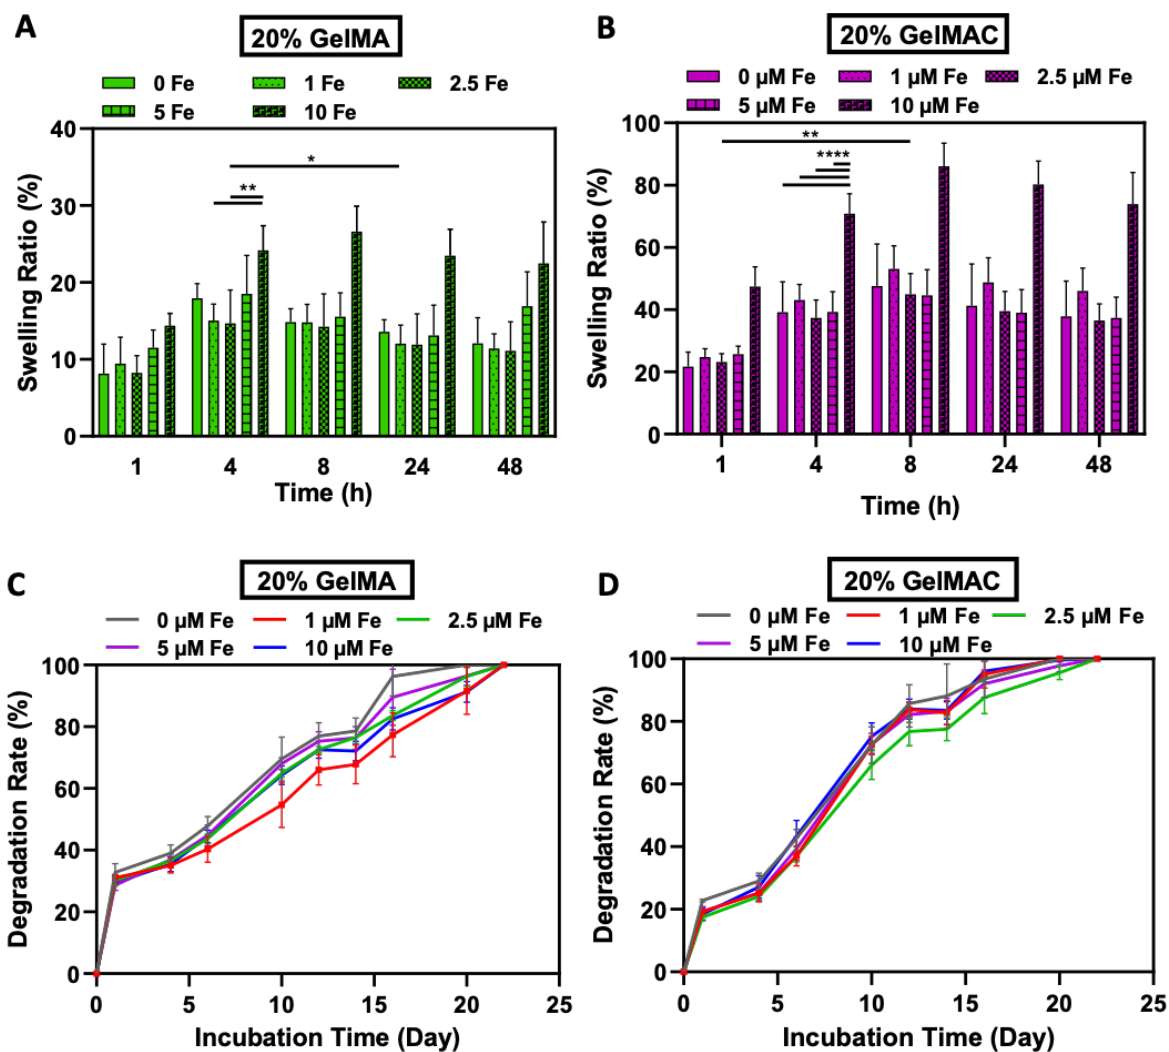 A
20% GelMA
0 Fe 1 Fe 2.5 Fe
5 Fe 10 Fe
Swelling Ratio (%)
40
30
20
10
0
*
**
1 4 8 24 48
Time (h)
B
20% GelMAC
0 µM Fe 1 µM Fe 2.5 µM Fe
5 µM Fe 10 µM Fe
Swelling Ratio (%)
100
80
60
40
20
0
**
****
1 4 8 24 48
Time (h)
C
20% GelMA
0 µM Fe 1 µM Fe 2.5 µM Fe
5 µM Fe 10 µM Fe
Degradation Rate (%)
100
80
60
40
20
0
0 5 10 15 20 25
Incubation Time (Day)
D
20% GelMAC
0 µM Fe 1 µM Fe 2.5 µM Fe
5 µM Fe 10 µM Fe
Degradation Rate (%)
100
80
60
40
20
0
0 5 10 15 20 25
Incubation Time (Day)